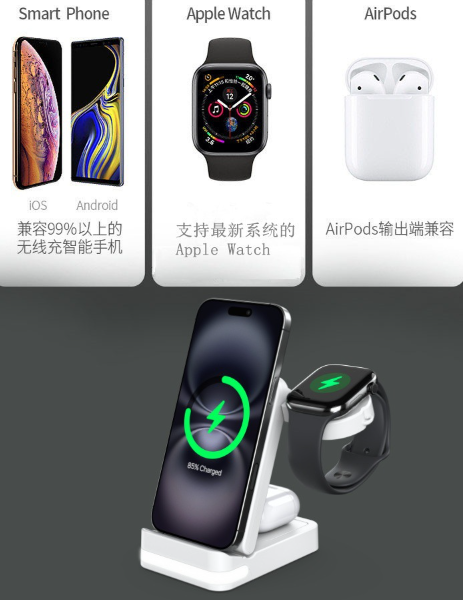 Smart Phone
Apple Watch
AirPods
iOS
Android
兼容99%以上的
无线充智能手机
支持最新系统的
Apple Watch
AirPods输出端兼容
85% Charged